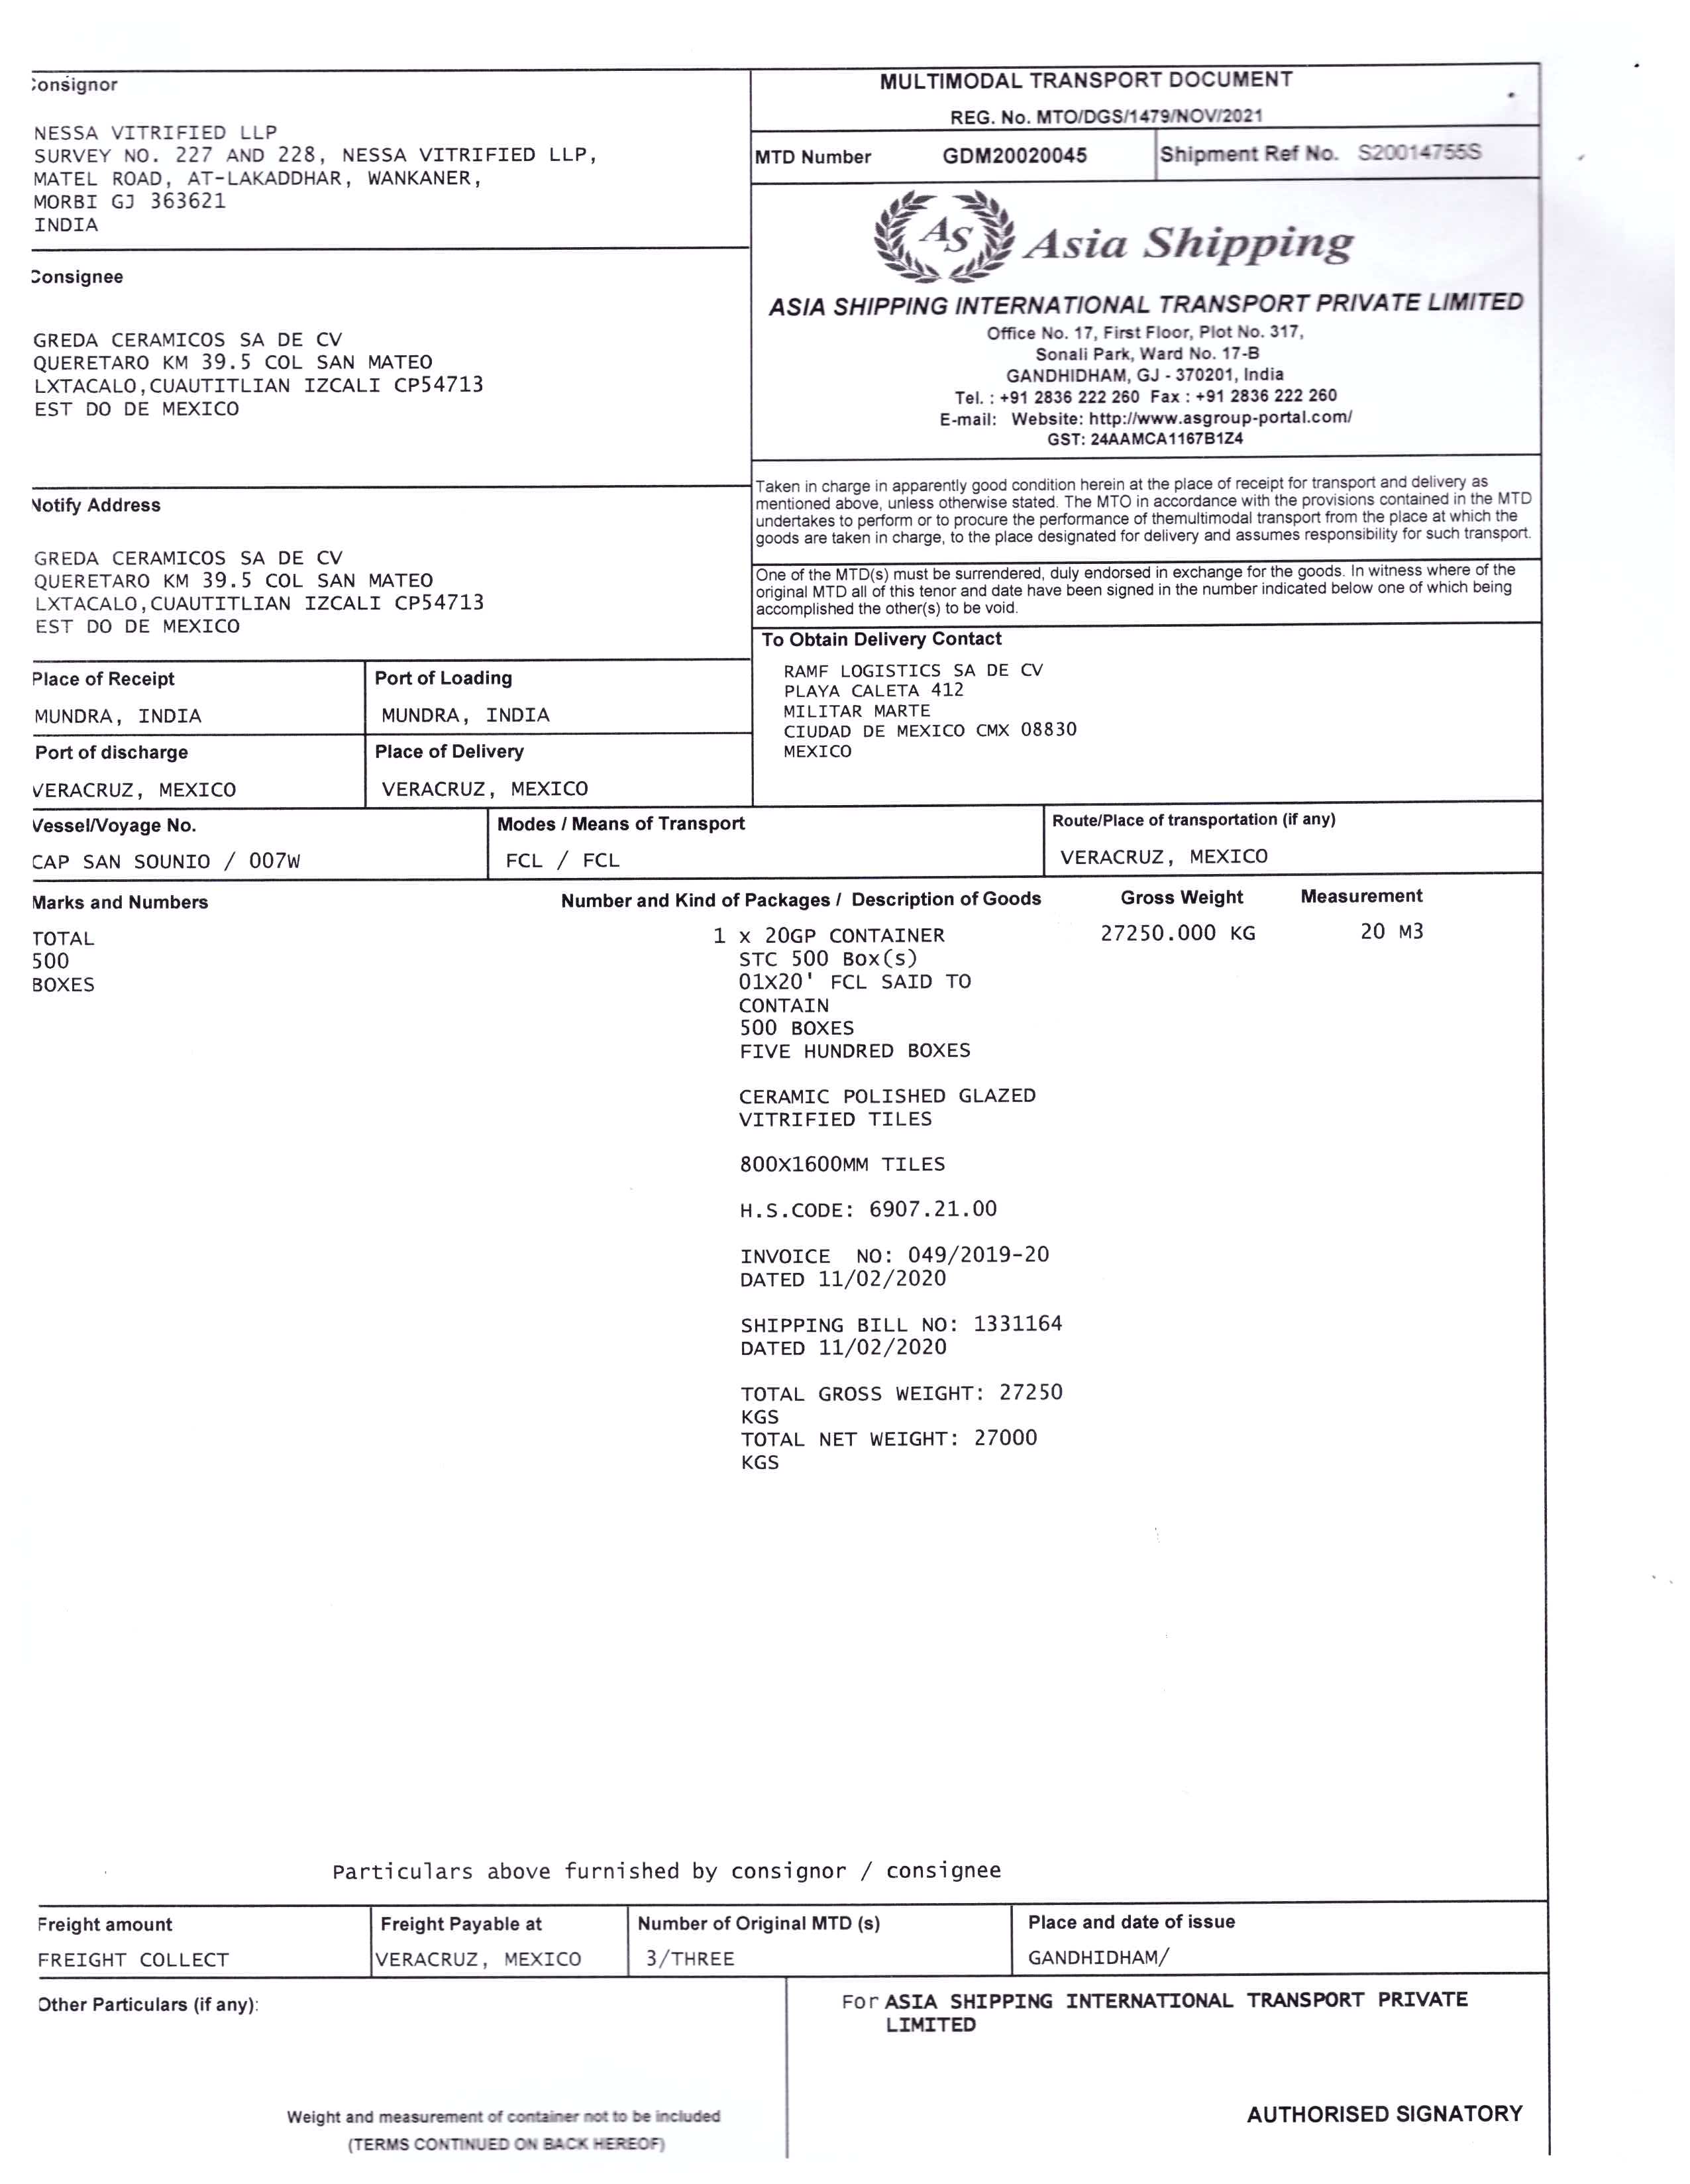 Consignor
NESSA VITRIFIED LLP
SURVEY NO. 227 AND 228, NESSA VITRIFIED LLP,
MATEL ROAD, AT-LAKADDHAR, WANKANER,
MORBI GJ 363621
INDIA
MULTIMODAL TRANSPORT DOCUMENT
REG. No. MTO/DGS/1479/NOV/2021
MTD Number GDM20020045 Shipment Ref No. S20014755S
AS Asia Shipping
ASIA SHIPPING INTERNATIONAL TRANSPORT PRIVATE LIMITED
Office No. 17, First Floor, Plot No. 317,
Sonali Park, Ward No. 17-B
GANDHIDHAM, GJ - 370201, India
Tel. : +91 2836 222 260 Fax : +91 2836 222 260
E-mail: Website: http://www.asgroup-portal.com/
GST: 24AAMCA1167B1Z4
Consignee
GREDA CERAMICOS SA DE CV
QUERETARO KM 39.5 COL SAN MATEO
LXTACALO,CUAUTITLIAN IZCALI CP54713
EST DO DE MEXICO
Taken in charge in apparently good condition herein at the place of receipt for transport and delivery as
mentioned above, unless otherwise stated. The MTO in accordance with the provisions contained in the MTD
undertakes to perform or to procure the performance of themultimodal transport from the place at which the
goods are taken in charge, to the place designated for delivery and assumes responsibility for such transport.
One of the MTD(s) must be surrendered, duly endorsed in exchange for the goods. In witness where of the
original MTD all of this tenor and date have been signed in the number indicated below one of which being
accomplished the other(s) to be void.
Notify Address
GREDA CERAMICOS SA DE CV
QUERETARO KM 39.5 COL SAN MATEO
LXTACALO,CUAUTITLIAN IZCALI CP54713
EST DO DE MEXICO
To Obtain Delivery Contact
RAMF LOGISTICS SA DE CV
PLAYA CALETA 412
MILITAR MARTE
CIUDAD DE MEXICO CMX 08830
MEXICO
Place of Receipt Port of Loading
MUNDRA, INDIA MUNDRA, INDIA
Port of discharge Place of Delivery
VERACRUZ, MEXICO VERACRUZ, MEXICO
Vessel/Voyage No. Modes / Means of Transport Route/Place of transportation (if any)
CAP SAN SOUNIO / 007W FCL / FCL VERACRUZ, MEXICO
Marks and Numbers Number and Kind of Packages / Description of Goods Gross Weight Measurement
TOTAL
500
BOXES
1 x 20GP CONTAINER 27250.000 KG 20 M3
STC 500 Box(s)
01X20' FCL SAID TO
CONTAIN
500 BOXES
FIVE HUNDRED BOXES
CERAMIC POLISHED GLAZED
VITRIFIED TILES
800X1600MM TILES
H.S.CODE: 6907.21.00
INVOICE NO: 049/2019-20
DATED 11/02/2020
SHIPPING BILL NO: 1331164
DATED 11/02/2020
TOTAL GROSS WEIGHT: 27250
KGS
TOTAL NET WEIGHT: 27000
KGS
Particulars above furnished by consignor / consignee
Freight amount Freight Payable at Number of Original MTD (s) Place and date of issue
FREIGHT COLLECT VERACRUZ, MEXICO 3/THREE GANDHIDHAM/
Other Particulars (if any):
For ASIA SHIPPING INTERNATIONAL TRANSPORT PRIVATE
LIMITED
Weight and measurement of container not to be included
(TERMS CONTINUED ON BACK HEREOF)
AUTHORISED SIGNATORY